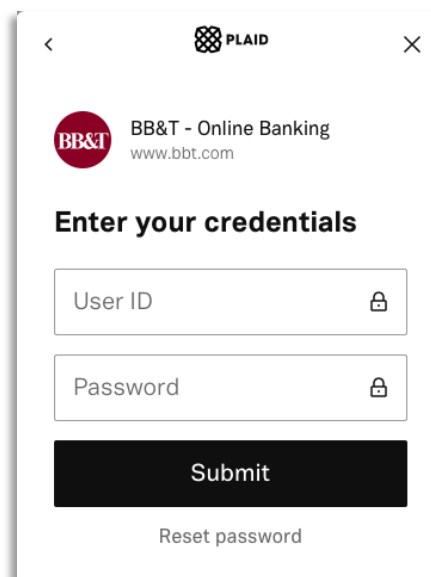 PLAID
BB&T
BB&T - Online Banking
www.bbt.com
Enter your credentials
User ID
Password
Submit
Reset password